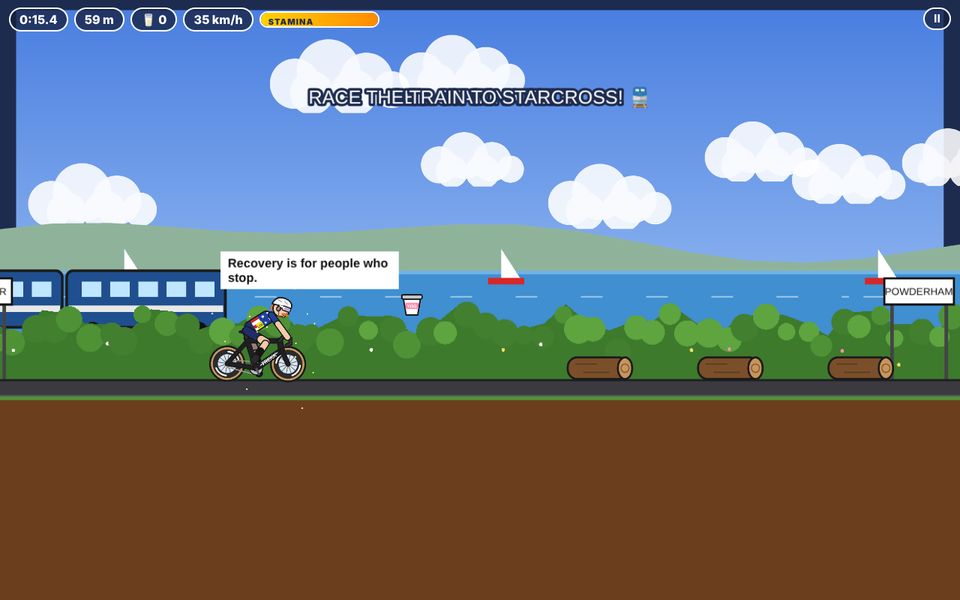 0:15.4
59 m
0
35 km/h
STAMINA
RACE THE TRAIN TO STARCROSS!
Recovery is for people who
stop.
R
POWDERHAM